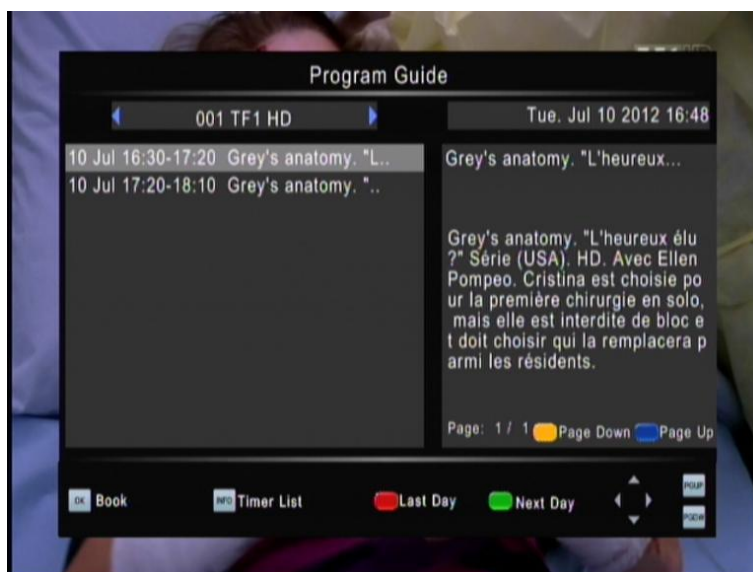 Program Guide
001 TF1 HD
Tue. Jul 10 2012 16:48
10 Jul 16:30-17:20 Grey's anatomy. "L..
10 Jul 17:20-18:10 Grey's anatomy. "..
Grey's anatomy. "L'heureux...
Grey's anatomy. "L'heureux élu
?" Série (USA). HD. Avec Ellen
Pompeo. Cristina est choisie po
ur la première chirurgie en solo,
mais elle est interdite de bloc e
t doit choisir qui la remplacera p
armi les résidents.
Page: 1 / 1 Page Down Page Up
OK Book
INFO Timer List
Last Day
Next Day
PGUP
PGDW